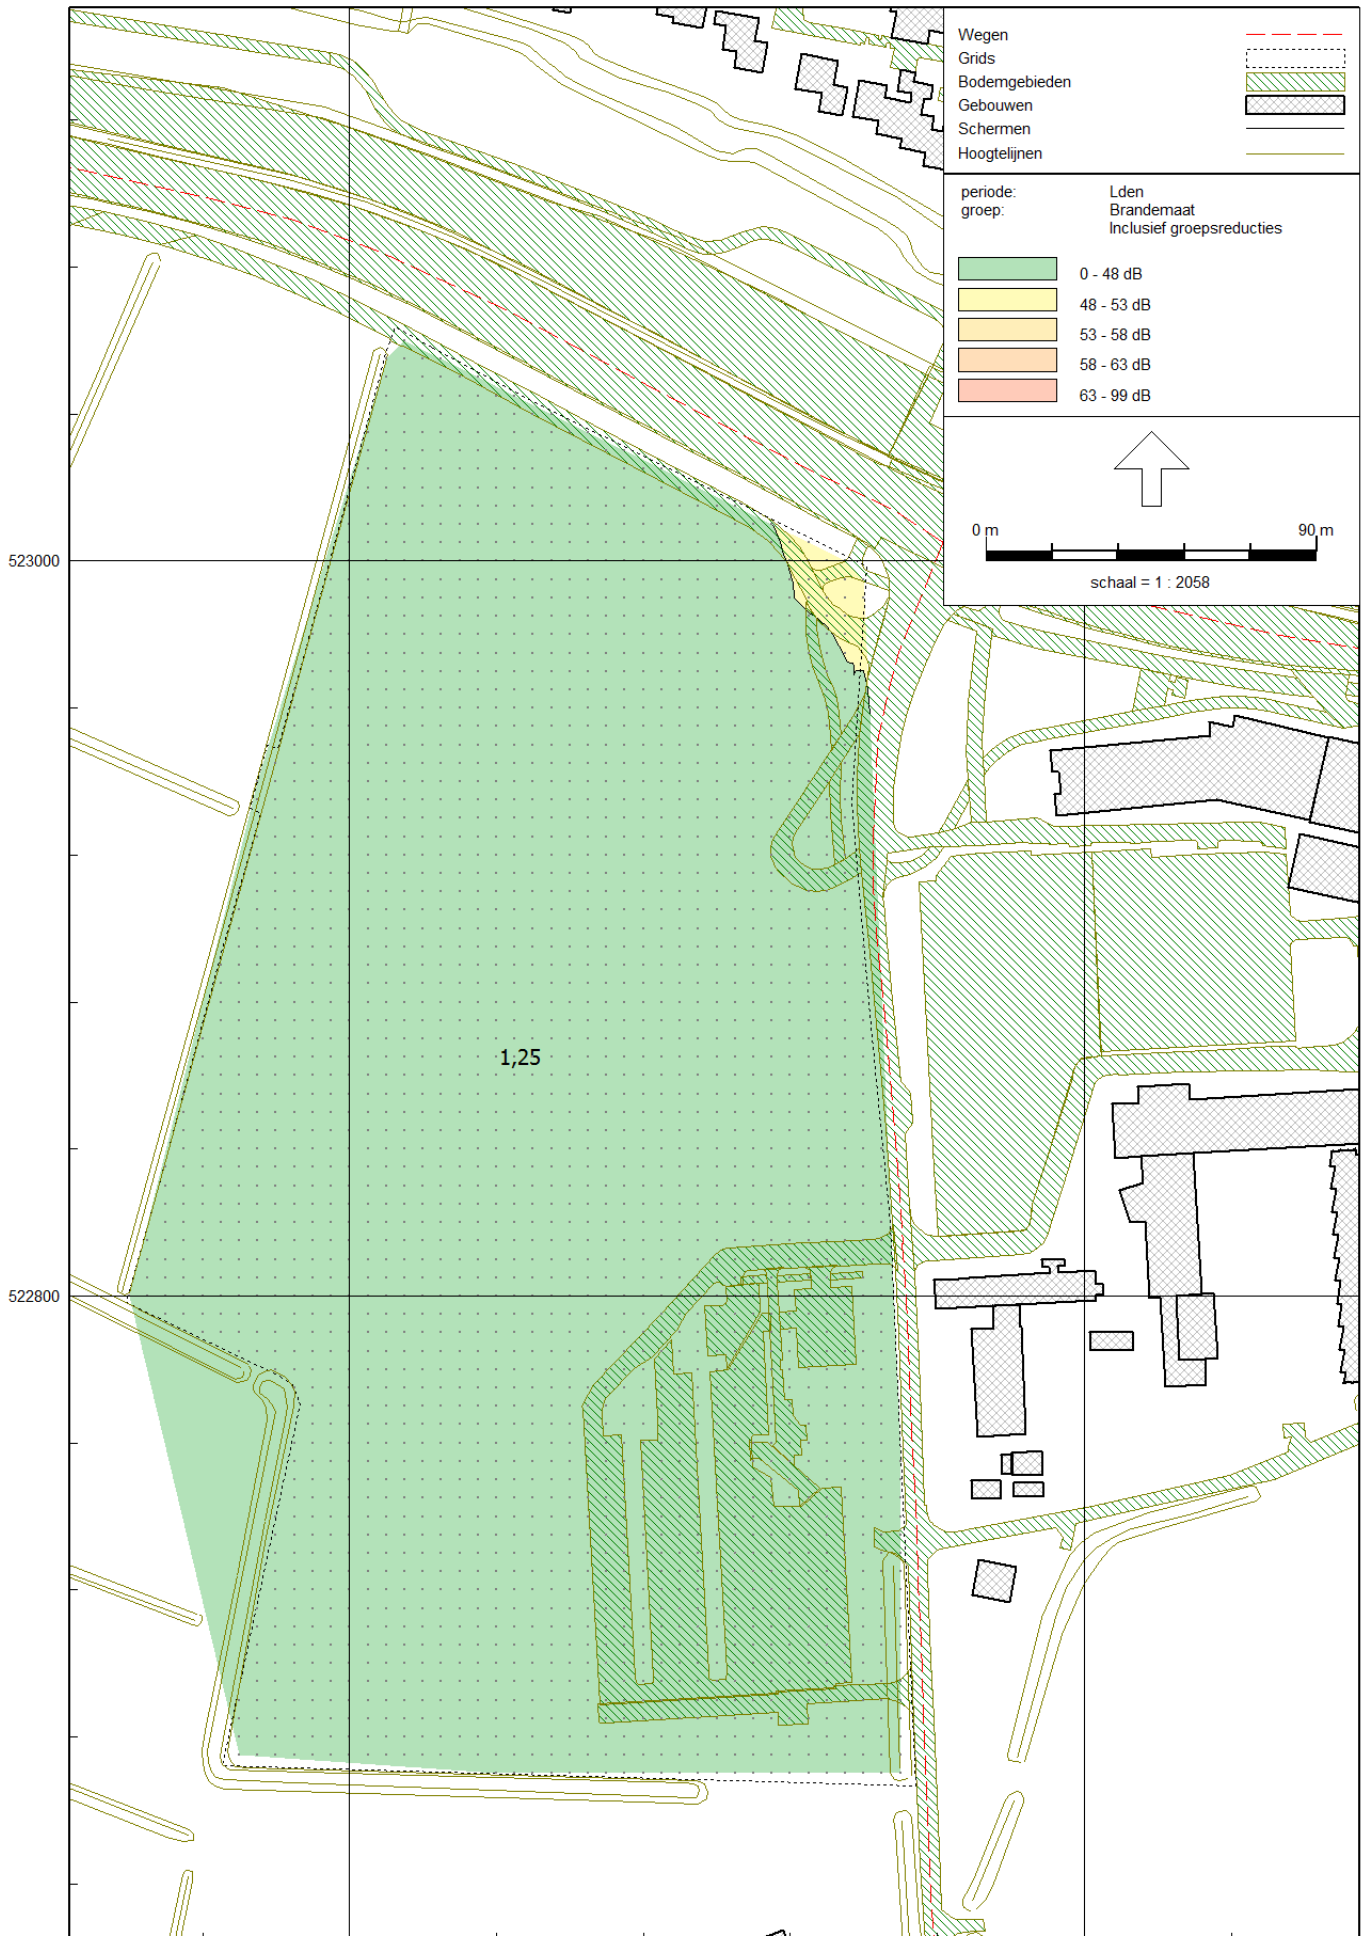 Wegen
Grids
Bodemgebieden
Gebouwen
Schermen
Hoogtelijnen
periode: Lden
groep: Brandemaat
Inclusief groepsreducties
0 - 48 dB
48 - 53 dB
53 - 58 dB
58 - 63 dB
63 - 99 dB
0 m 90 m
schaal = 1 : 2058
523000
1,25
522800